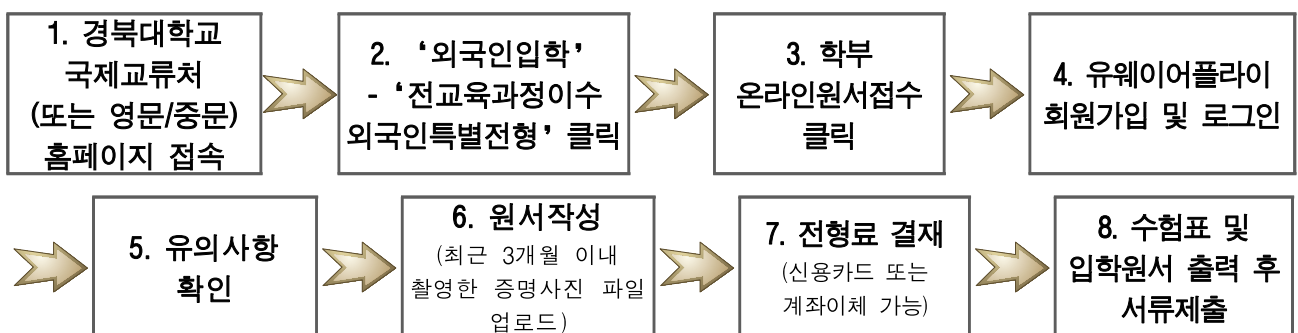 1. 경북대학교
국제교류처
(또는 영문/중문)
홈페이지 접속
2. ‘외국인입학’
- ‘전교육과정이수
외국인특별전형’ 클릭
3. 학부
온라인원서접수
클릭
4. 유웨이어플라이
회원가입 및 로그인
5. 유의사항
확인
6. 원서작성
(최근 3개월 이내
촬영한 증명사진 파일
업로드)
7. 전형료 결재
(신용카드 또는
계좌이체 가능)
8. 수험표 및
입학원서 출력 후
서류제출